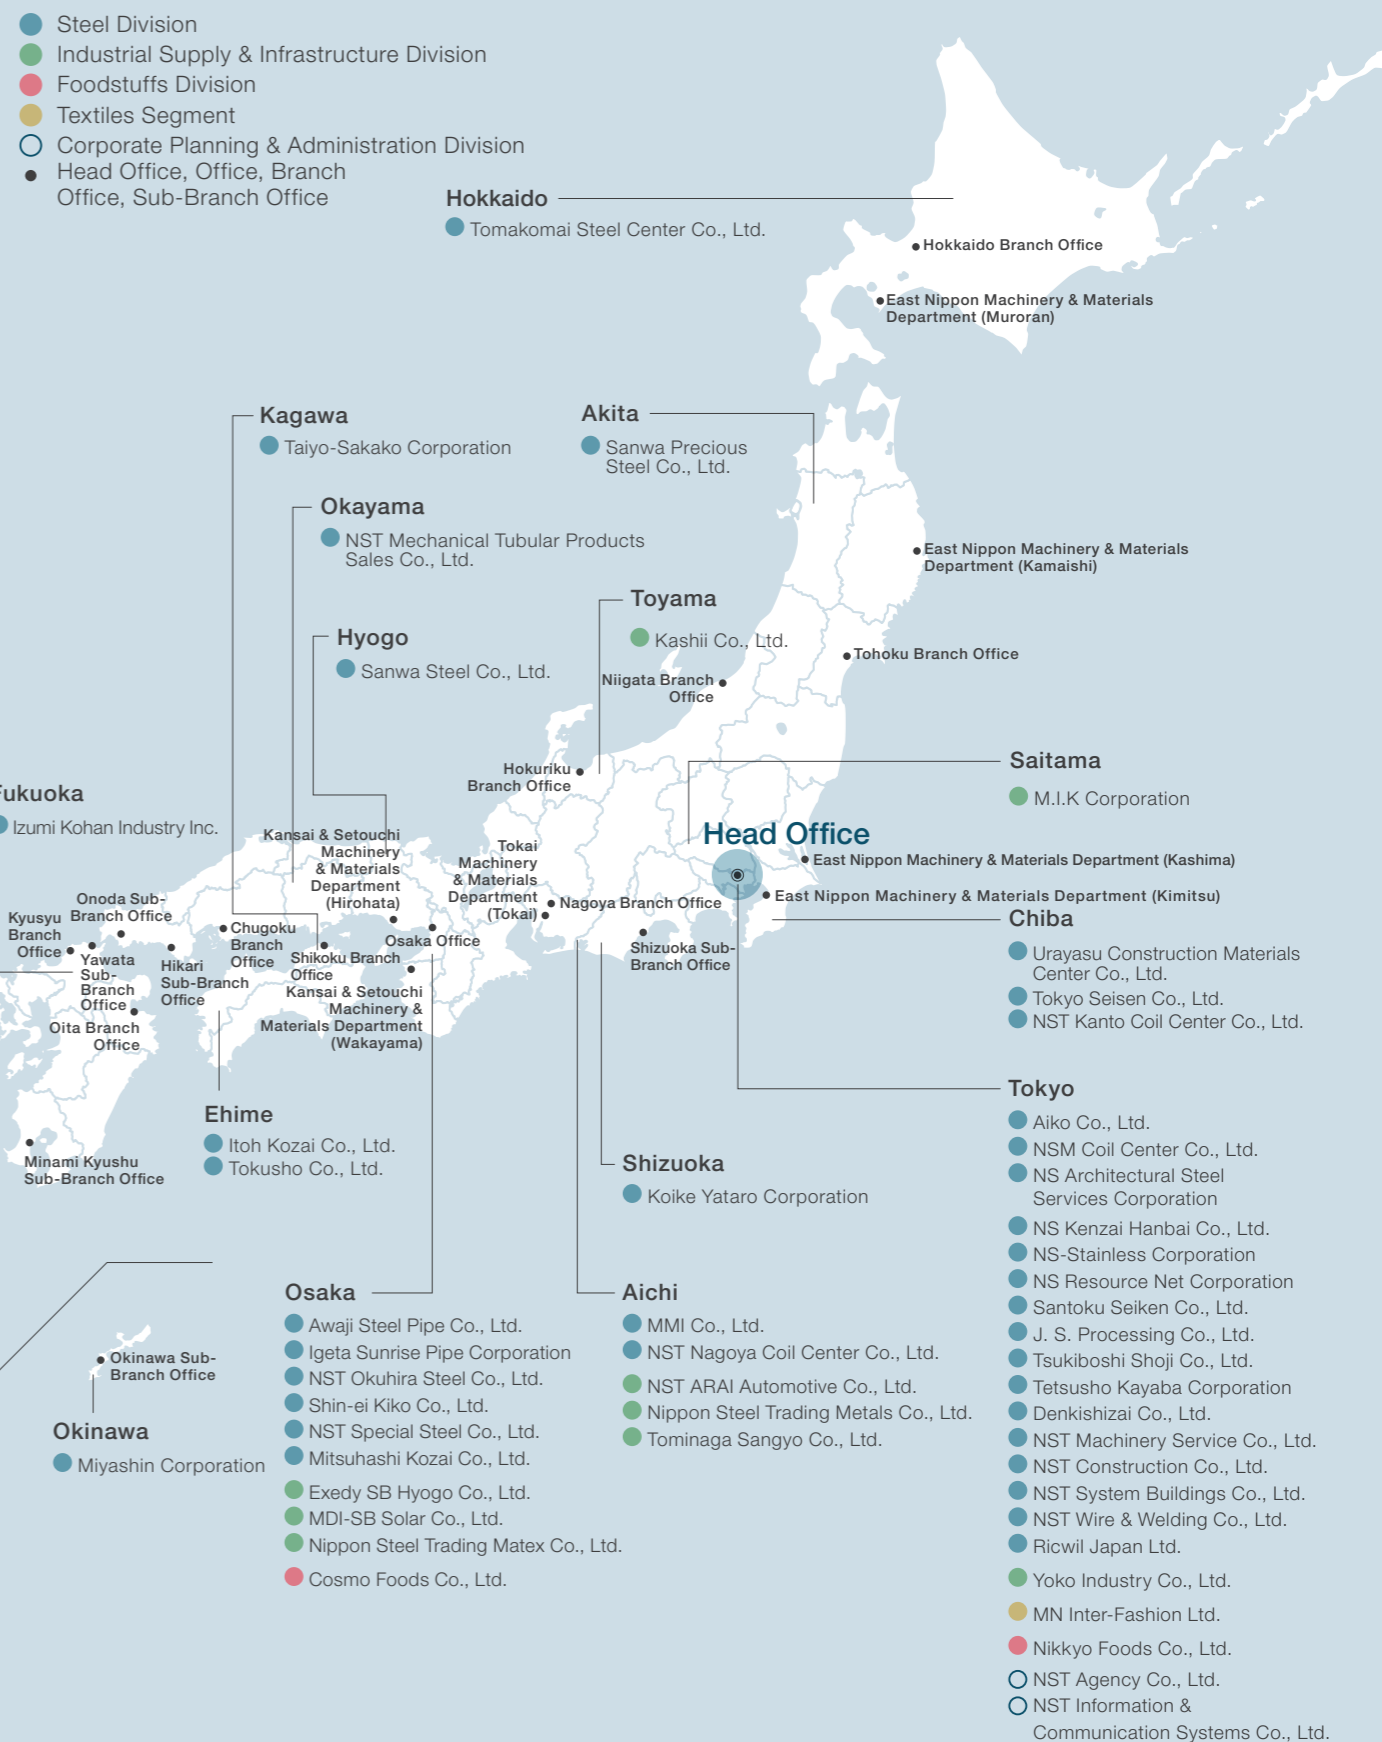 Steel Division
Industrial Supply & Infrastructure Division
Foodstuffs Division
Textiles Segment
Corporate Planning & Administration Division
Head Office, Office, Branch
Office, Sub-Branch Office
Hokkaido
Tomakomai Steel Center Co., Ltd.
Hokkaido Branch Office
East Nippon Machinery & Materials
Department (Muroran)
Kagawa
Taiyo-Sakako Corporation
Akita
Sanwa Precious
Steel Co., Ltd.
Okayama
NST Mechanical Tubular Products
Sales Co., Ltd.
East Nippon Machinery & Materials
Department (Kamaishi)
Toyama
Kashii Co., Ltd.
Hyogo
Sanwa Steel Co., Ltd.
Tohoku Branch Office
Niigata Branch
Office
Hokuriku
Branch Office
Saitama
M.I.K Corporation
Fukuoka
Izumi Kohan Industry Inc.
Head Office
Kansai & Setouchi
Machinery
& Materials
Department
(Hirohata)
Tokai
Machinery
& Materials
Department
(Tokai)
East Nippon Machinery & Materials Department (Kashima)
East Nippon Machinery & Materials Department (Kimitsu)
Nagoya Branch Office
Onoda Sub-
Branch Office
Kyusyu
Branch
Office
Yawata
Sub-
Branch
Office
Hikari
Sub-Branch
Office
Chugoku
Branch
Office
Shikoku Branch
Office
Osaka Office
Shizuoka Sub-
Branch Office
Kansai & Setouchi
Machinery &
Materials Department
(Wakayama)
Oita Branch
Office
Chiba
Urayasu Construction Materials
Center Co., Ltd.
Tokyo Seisen Co., Ltd.
NST Kanto Coil Center Co., Ltd.
Minami Kyushu
Sub-Branch Office
Ehime
Itoh Kozai Co., Ltd.
Tokusho Co., Ltd.
Shizuoka
Koike Yataro Corporation
Tokyo
Aiko Co., Ltd.
NSM Coil Center Co., Ltd.
NS Architectural Steel
Services Corporation
NS Kenzai Hanbai Co., Ltd.
NS-Stainless Corporation
NS Resource Net Corporation
Santoku Seiken Co., Ltd.
J. S. Processing Co., Ltd.
Tsukiboshi Shoji Co., Ltd.
Tetsusho Kayaba Corporation
Denkishizai Co., Ltd.
NST Machinery Service Co., Ltd.
NST Construction Co., Ltd.
NST System Buildings Co., Ltd.
NST Wire & Welding Co., Ltd.
Ricwil Japan Ltd.
Yoko Industry Co., Ltd.
MN Inter-Fashion Ltd.
Nikkyo Foods Co., Ltd.
NST Agency Co., Ltd.
NST Information &
Communication Systems Co., Ltd.
Osaka
Awaji Steel Pipe Co., Ltd.
Igeta Sunrise Pipe Corporation
NST Okuhira Steel Co., Ltd.
Shin-ei Kiko Co., Ltd.
NST Special Steel Co., Ltd.
Mitsuhashi Kozai Co., Ltd.
Exedy SB Hyogo Co., Ltd.
MDI-SB Solar Co., Ltd.
Nippon Steel Trading Matex Co., Ltd.
Cosmo Foods Co., Ltd.
Aichi
MMI Co., Ltd.
NST Nagoya Coil Center Co., Ltd.
NST ARAI Automotive Co., Ltd.
Nippon Steel Trading Metals Co., Ltd.
Tominaga Sangyo Co., Ltd.
Okinawa Sub-
Branch Office
Okinawa
Miyashin Corporation